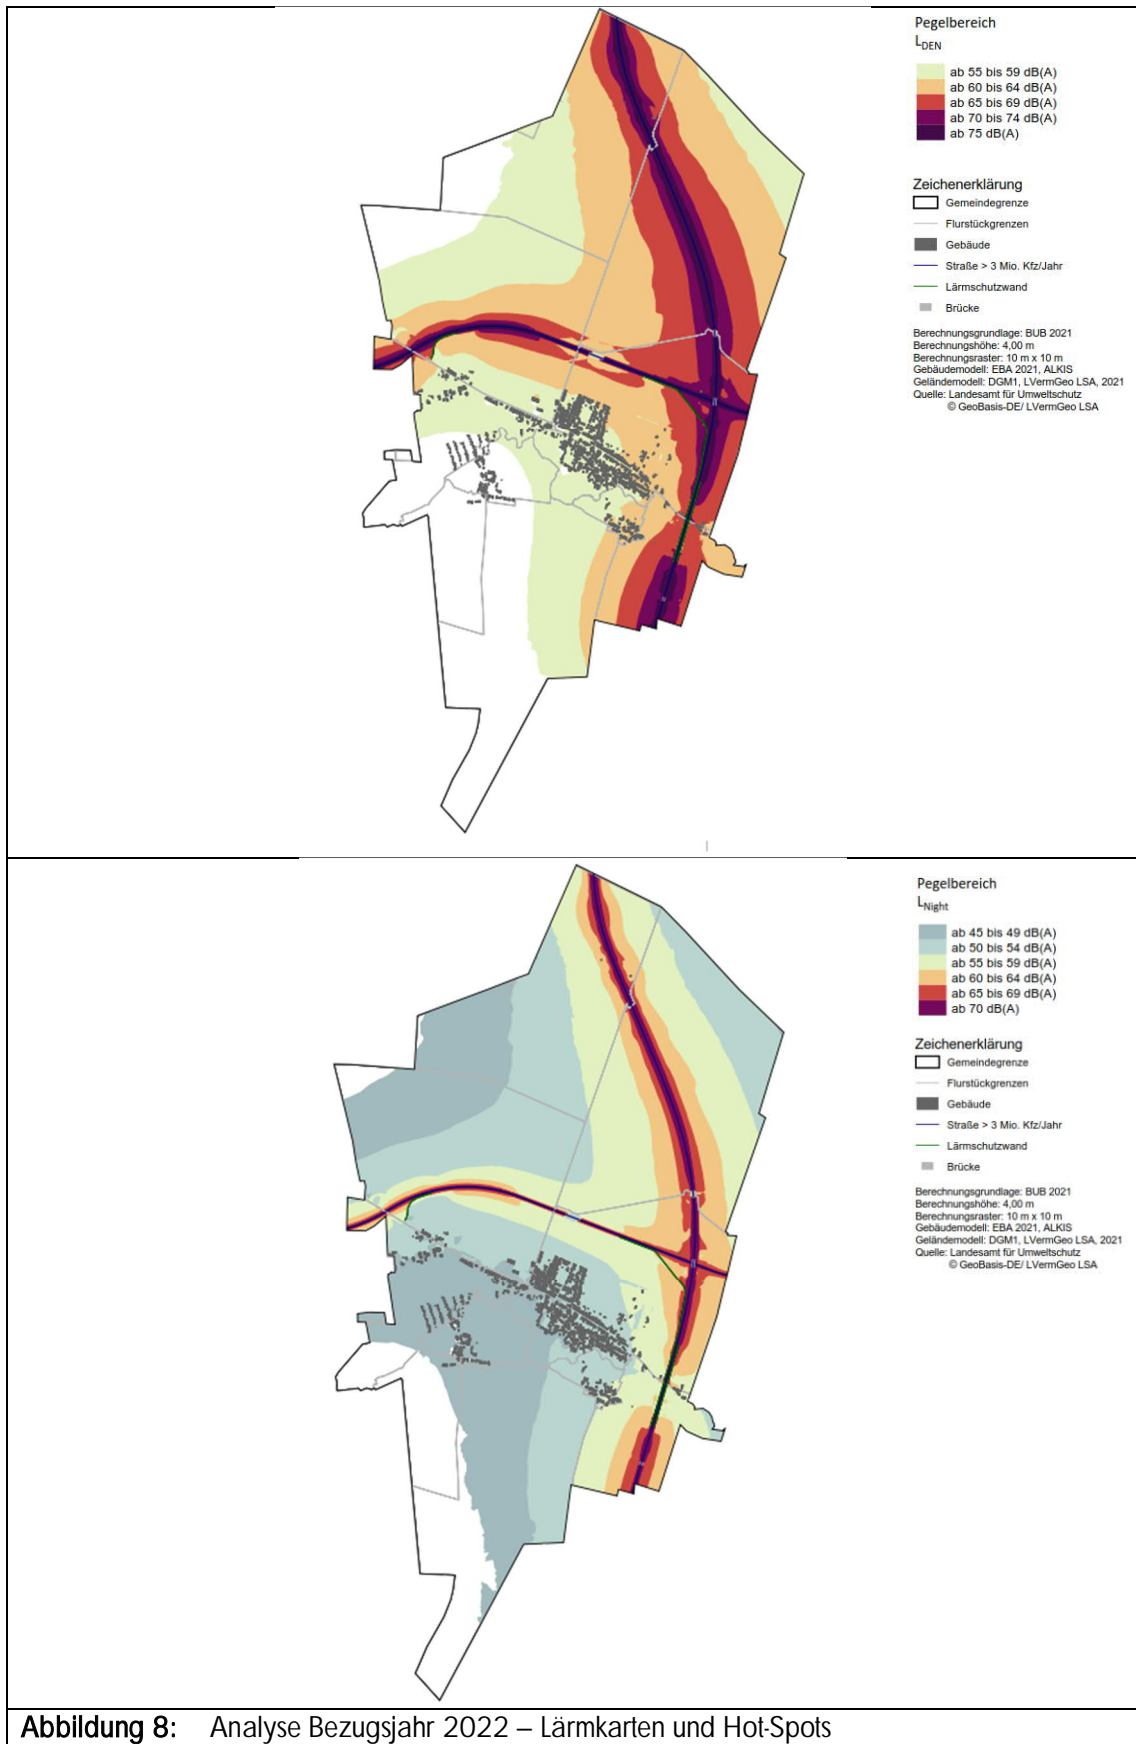 Pegelbereich
LDEN
ab 55 bis 59 dB(A)
ab 60 bis 64 dB(A)
ab 65 bis 69 dB(A)
ab 70 bis 74 dB(A)
ab 75 dB(A)
Zeichenerklärung
Gemeindegrenze
Flurstückgrenzen
Gebäude
Straße > 3 Mio. Kfz/Jahr
Lärmschutzwand
Brücke
Berechnungsgrundlage: BUB 2021
Berechnungshöhe: 4,00 m
Berechnungsraster: 10 m x 10 m
Gebäudemodell: EBA 2021, ALKIS
Geländemodell: DGM1, LVermGeo LSA, 2021
Quelle: Landesamt für Umweltschutz
© GeoBasis-DE/ LVermGeo LSA
Pegelbereich
LNight
ab 45 bis 49 dB(A)
ab 50 bis 54 dB(A)
ab 55 bis 59 dB(A)
ab 60 bis 64 dB(A)
ab 65 bis 69 dB(A)
ab 70 dB(A)
Zeichenerklärung
Gemeindegrenze
Flurstückgrenzen
Gebäude
Straße > 3 Mio. Kfz/Jahr
Lärmschutzwand
Brücke
Berechnungsgrundlage: BUB 2021
Berechnungshöhe: 4,00 m
Berechnungsraster: 10 m x 10 m
Gebäudemodell: EBA 2021, ALKIS
Geländemodell: DGM1, LVermGeo LSA, 2021
Quelle: Landesamt für Umweltschutz
© GeoBasis-DE/ LVermGeo LSA
Abbildung 8: Analyse Bezugsjahr 2022 – Lärmkarten und Hot-Spots